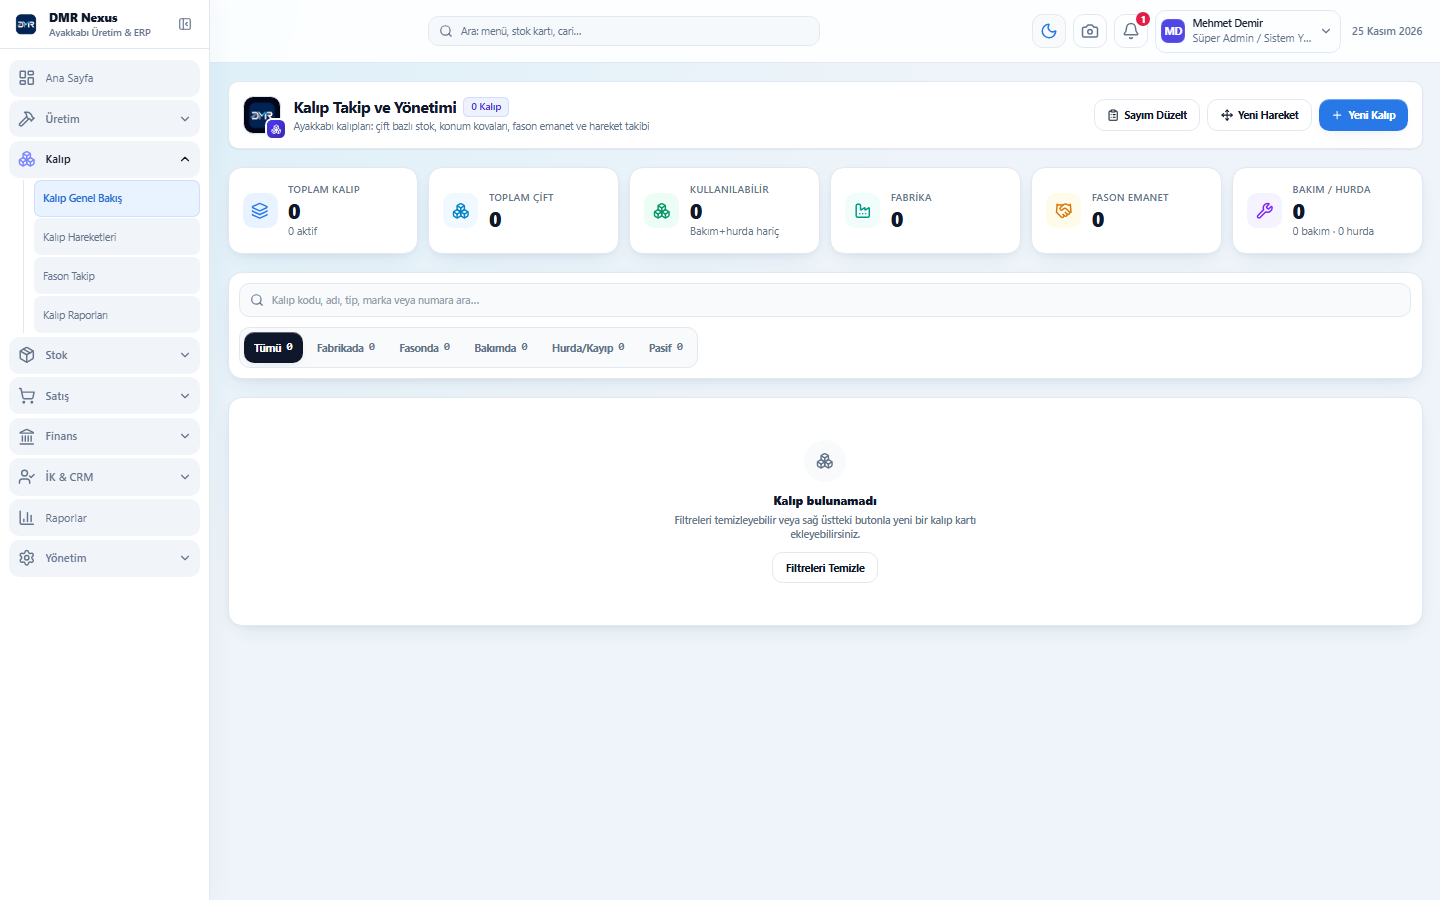 DMR Nexus
Ayakkabı Üretim & ERP
Ara: menü, stok kartı, cari...
1
MD
Mehmet Demir
Süper Admin / Sistem Y...
25 Kasım 2026
Ana Sayfa
Üretim
Kalıp
Kalıp Genel Bakış
Kalıp Hareketleri
Fason Takip
Kalıp Raporları
Stok
Satış
Finans
İK & CRM
Raporlar
Yönetim
DMR
Kalıp Takip ve Yönetimi
0 Kalıp
Ayakkabı kalıpları: çift bazlı stok, konum kovaları, fason emanet ve hareket takibi
Sayım Düzelt
Yeni Hareket
Yeni Kalıp
TOPLAM KALIP
0
0 aktif
TOPLAM ÇİFT
0
KULLANILABİLİR
0
Bakım+hurda hariç
FABRİKA
0
FASON EMANET
0
BAKIM / HURDA
0
0 bakım · 0 hurda
Kalıp kodu, adı, tip, marka veya numara ara...
Tümü 0
Fabrikada 0
Fasonda 0
Bakımda 0
Hurda/Kayıp 0
Pasif 0
Kalıp bulunamadı
Filtreleri temizleyebilir veya sağ üstteki butonla yeni bir kalıp kartı
ekleyebilirsiniz.
Filtreleri Temizle